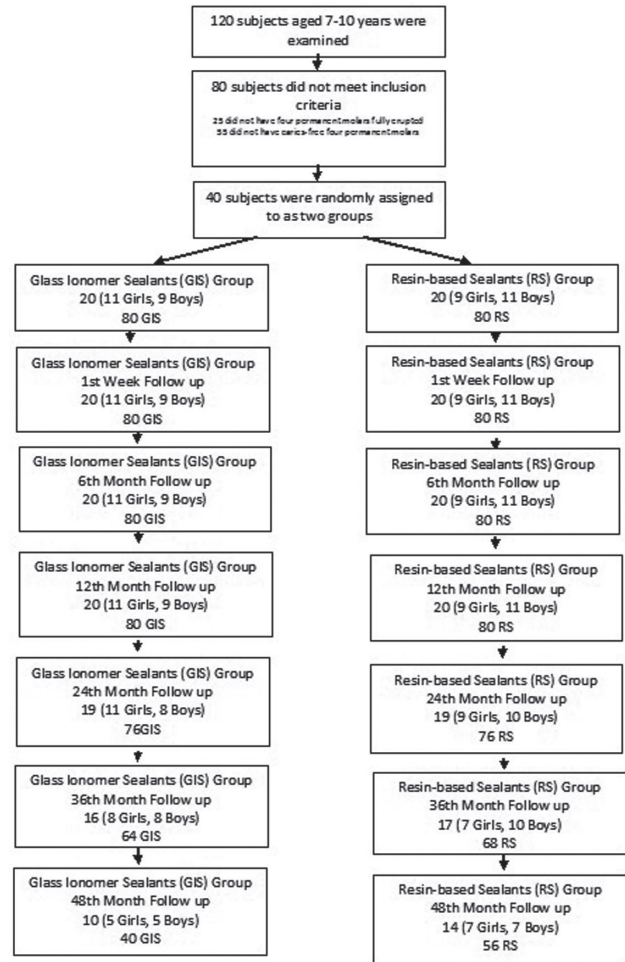 120 subjects aged 7-10 years were
examined
80 subjects did not meet inclusion
criteria
25 did not have four permanent molars fully erupted
55 did not have caries-free four permanent molars
40 subjects were randomly assigned
to as two groups
Glass Ionomer Sealants (GIS) Group
20 (11 Girls, 9 Boys)
80 GIS
Glass Ionomer Sealants (GIS) Group
1st Week Follow up
20 (11 Girls, 9 Boys)
80 GIS
Glass Ionomer Sealants (GIS) Group
6th Month Follow up
20 (11 Girls, 9 Boys)
80 GIS
Glass Ionomer Sealants (GIS) Group
12th Month Follow up
20 (11 Girls, 9 Boys)
80 GIS
Glass Ionomer Sealants (GIS) Group
24th Month Follow up
19 (11 Girls, 8 Boys)
76GIS
Glass Ionomer Sealants (GIS) Group
36th Month Follow up
16 (8 Girls, 8 Boys)
64 GIS
Glass Ionomer Sealants (GIS) Group
48th Month Follow up
10 (5 Girls, 5 Boys)
40 GIS
Resin-based Sealants (RS) Group
20 (9 Girls, 11 Boys)
80 RS
Resin-based Sealants (RS) Group
1st Week Follow up
20 (9 Girls, 11 Boys)
80 RS
Resin-based Sealants (RS) Group
6th Month Follow up
20 (9 Girls, 11 Boys)
80 RS
Resin-based Sealants (RS) Group
12th Month Follow up
20 (9 Girls, 11 Boys)
80 RS
Resin-based Sealants (RS) Group
24th Month Follow up
19 (9 Girls, 10 Boys)
76 RS
Resin-based Sealants (RS) Group
36th Month Follow up
17 (7 Girls, 10 Boys)
68 RS
Resin-based Sealants (RS) Group
48th Month Follow up
14 (7 Girls, 7 Boys)
56 RS